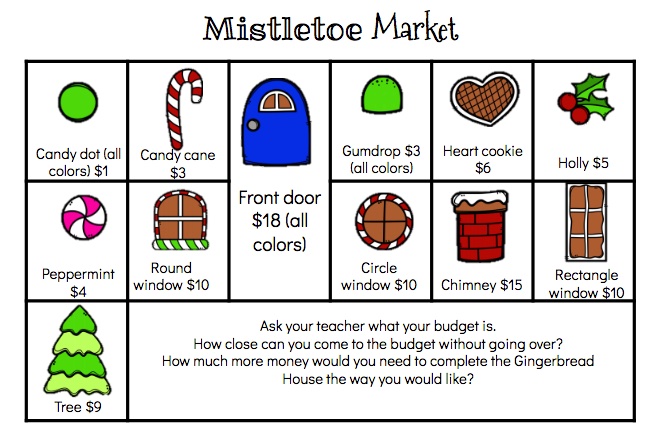 Mistletoe Market
Candy dot (all
colors) $1
Candy cane
$3
Front door
$18 (all
colors)
Gumdrop $3
(all colors)
Heart cookie
$6
Holly $5
Peppermint
$4
Round
window $10
Circle
window $10
Chimney $15
Rectangle
window $10
Tree $9
Ask your teacher what your budget is.
How close can you come to the budget without going over?
How much more money would you need to complete the Gingerbread
House the way you would like?